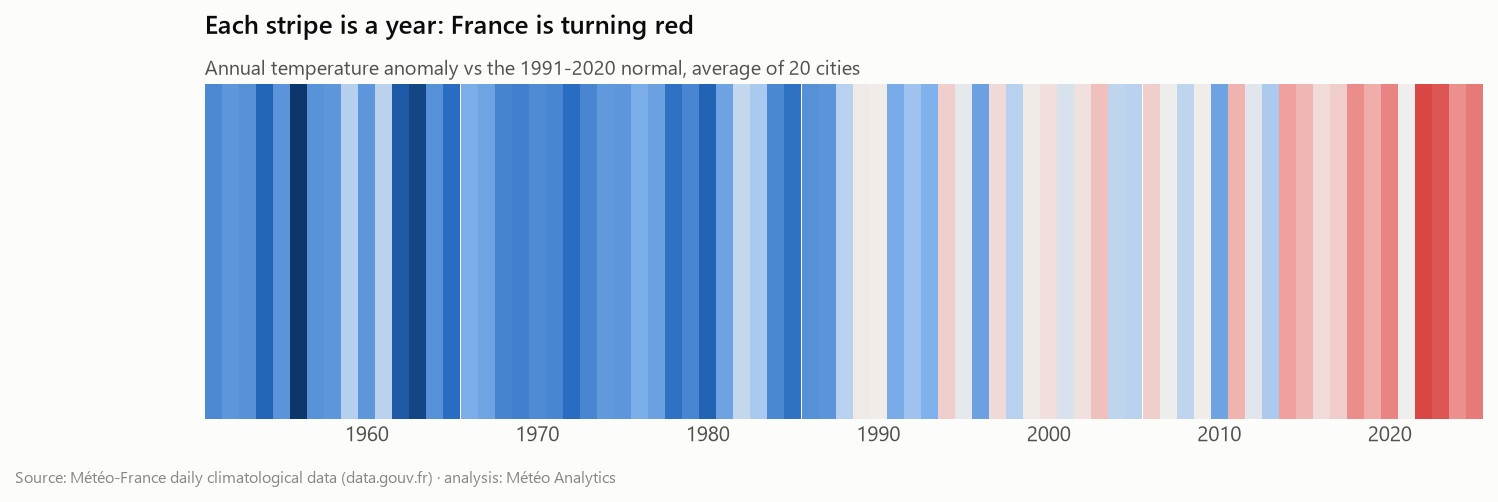 Each stripe is a year: France is turning red
Annual temperature anomaly vs the 1991-2020 normal, average of 20 cities
1960 1970 1980 1990 2000 2010 2020
Source: Météo-France daily climatological data (data.gouv.fr) · analysis: Météo Analytics